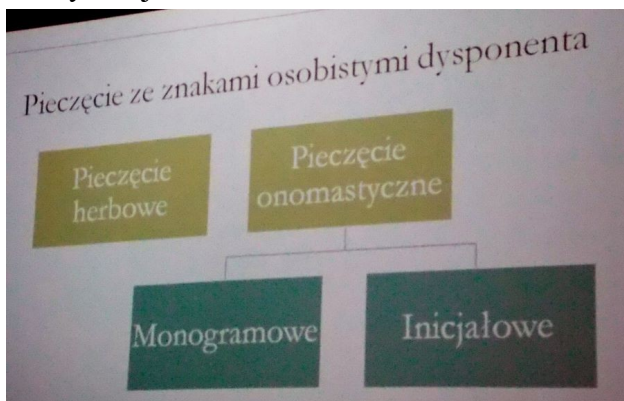 Pieczęcie ze znakami osobistymi dysponenta
Pieczęcie
herbowe
Pieczęcie
onomastyczne
Monogramowe
Inicjałowe